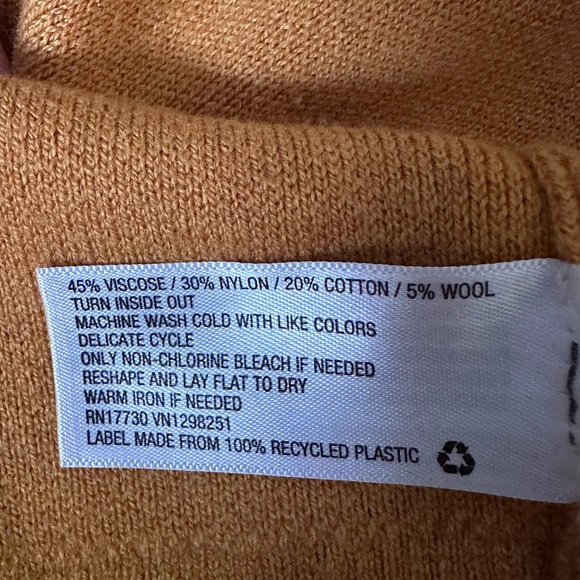 45% VISCOSE / 30% NYLON / 20% COTTON / 5% WOOL
TURN INSIDE OUT
MACHINE WASH COLD WITH LIKE COLORS
DELICATE CYCLE
ONLY NON-CHLORINE BLEACH IF NEEDED
RESHAPE AND LAY FLAT TO DRY
WARM IRON IF NEEDED
RN17730 VN1298251
LABEL MADE FROM 100% RECYCLED PLASTIC